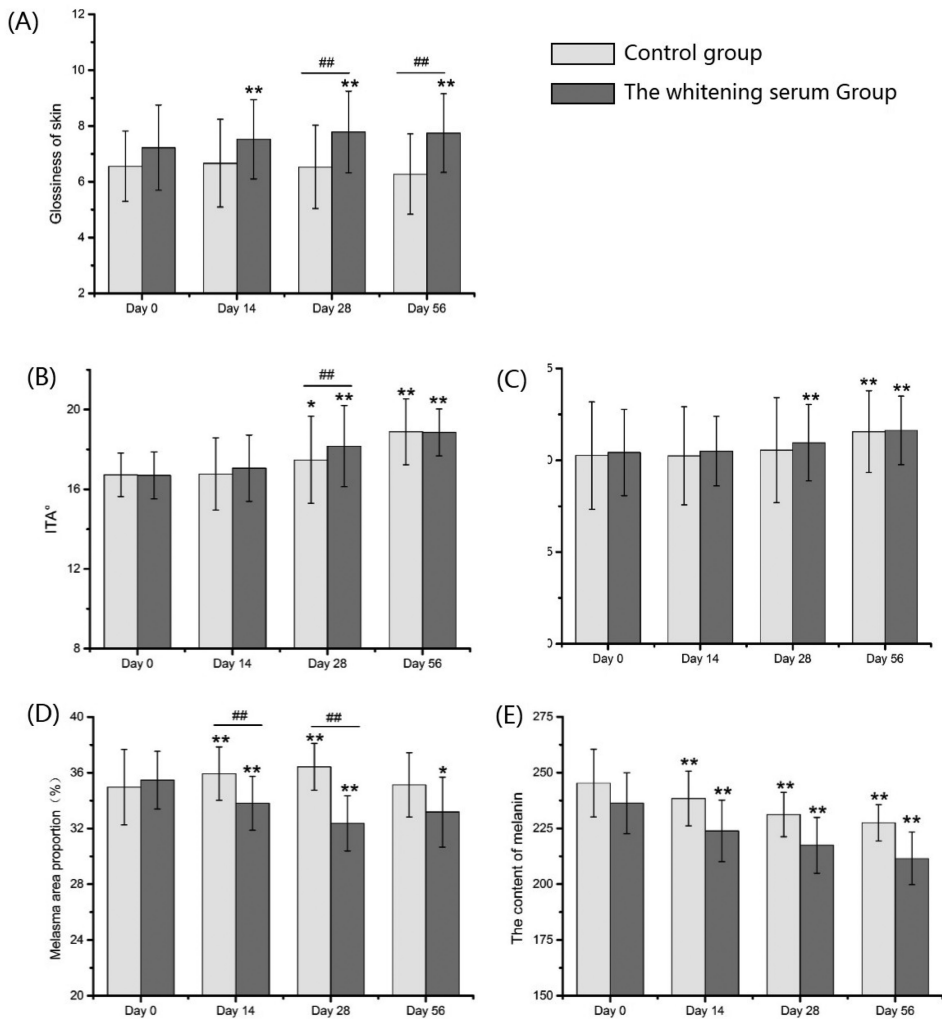 (A)
12
10
8
6
4
2
Glossiness of skin
**
##
**
##
**
Day 0 Day 14 Day 28 Day 56
Control group
The whitening serum Group
(B)
20
16
12
8
ITA°
##
* **
** **
Day 0 Day 14 Day 28 Day 56
(C)
5
0
5
0
**
** **
Day 0 Day 14 Day 28 Day 56
(D)
40
36
32
28
24
20
Melasma area proportion (%)
##
** **
##
** **
*
Day 0 Day 14 Day 28 Day 56
(E)
275
250
225
200
175
150
The content of melanin
** **
** **
** **
Day 0 Day 14 Day 28 Day 56